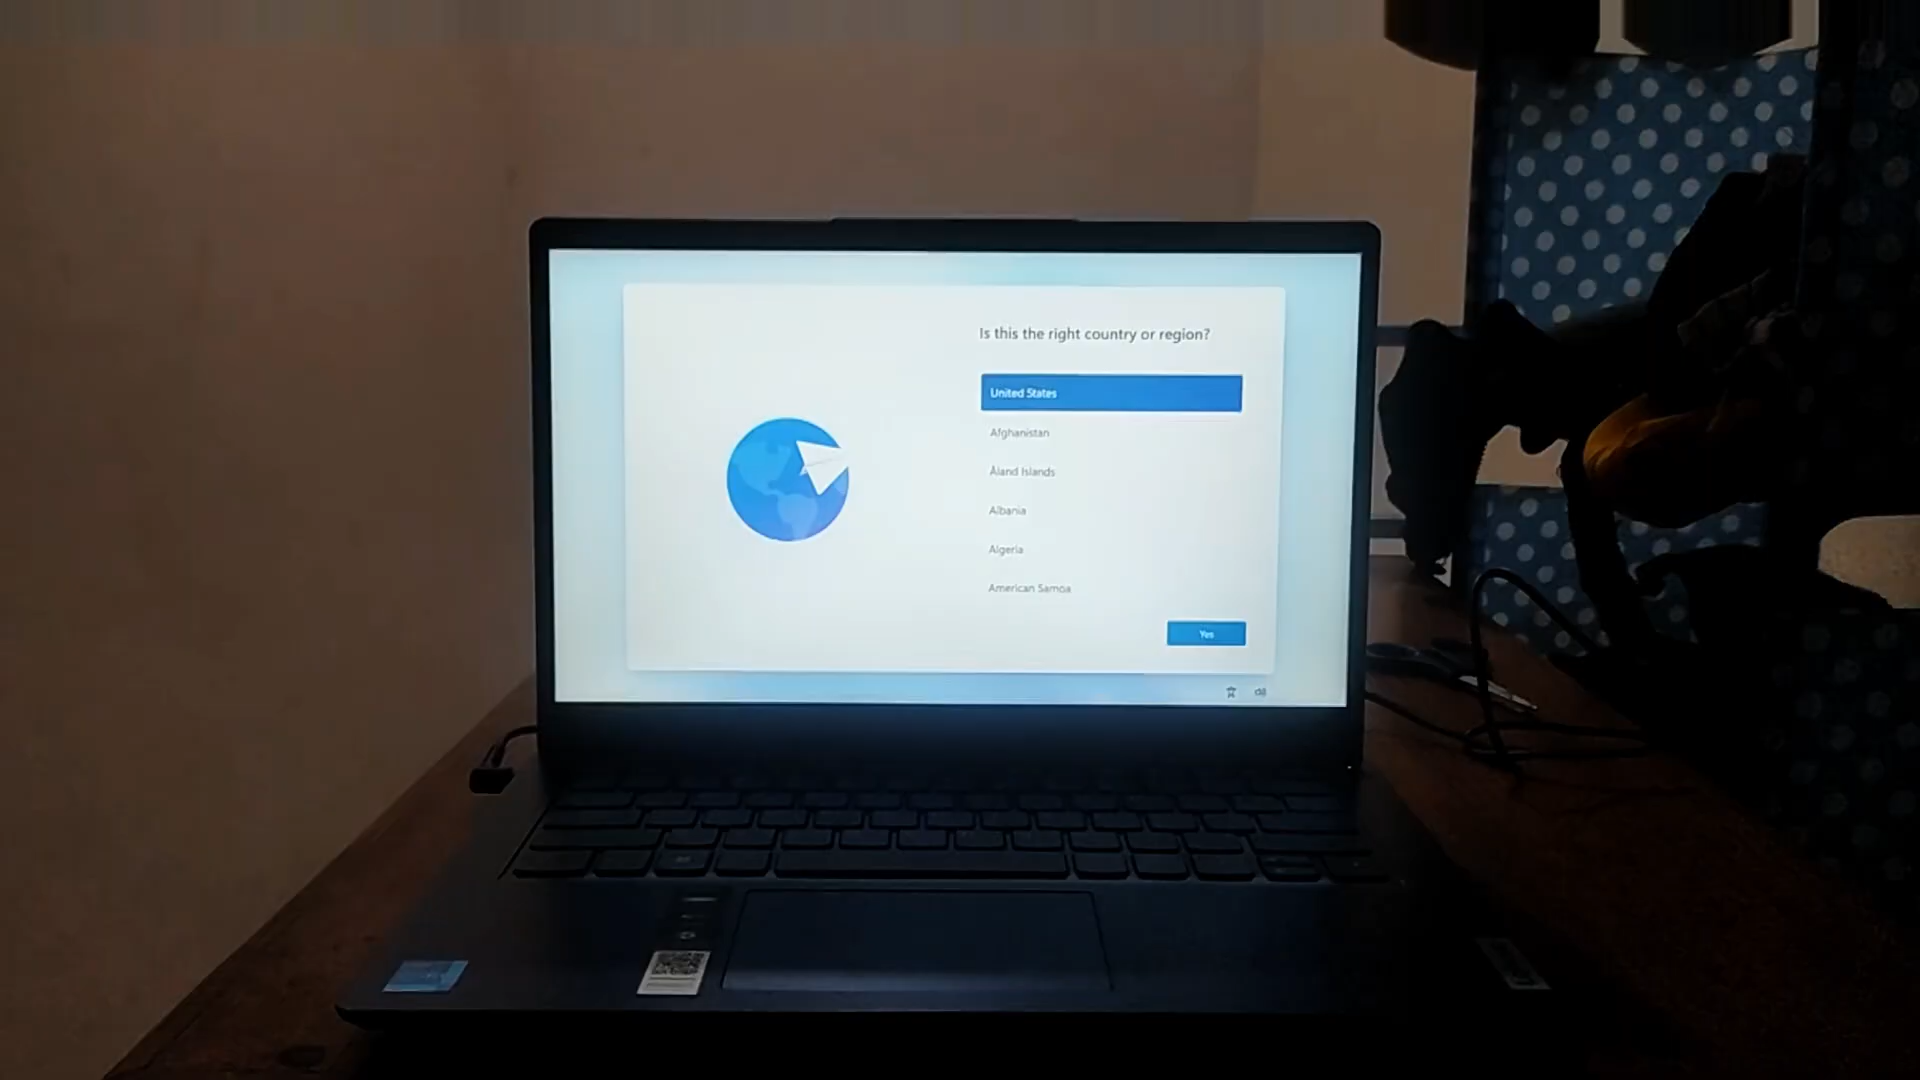 Is this the right country or region?
United States
Afghanistan
Åland Islands
Albania
Algeria
American Samoa
Yes